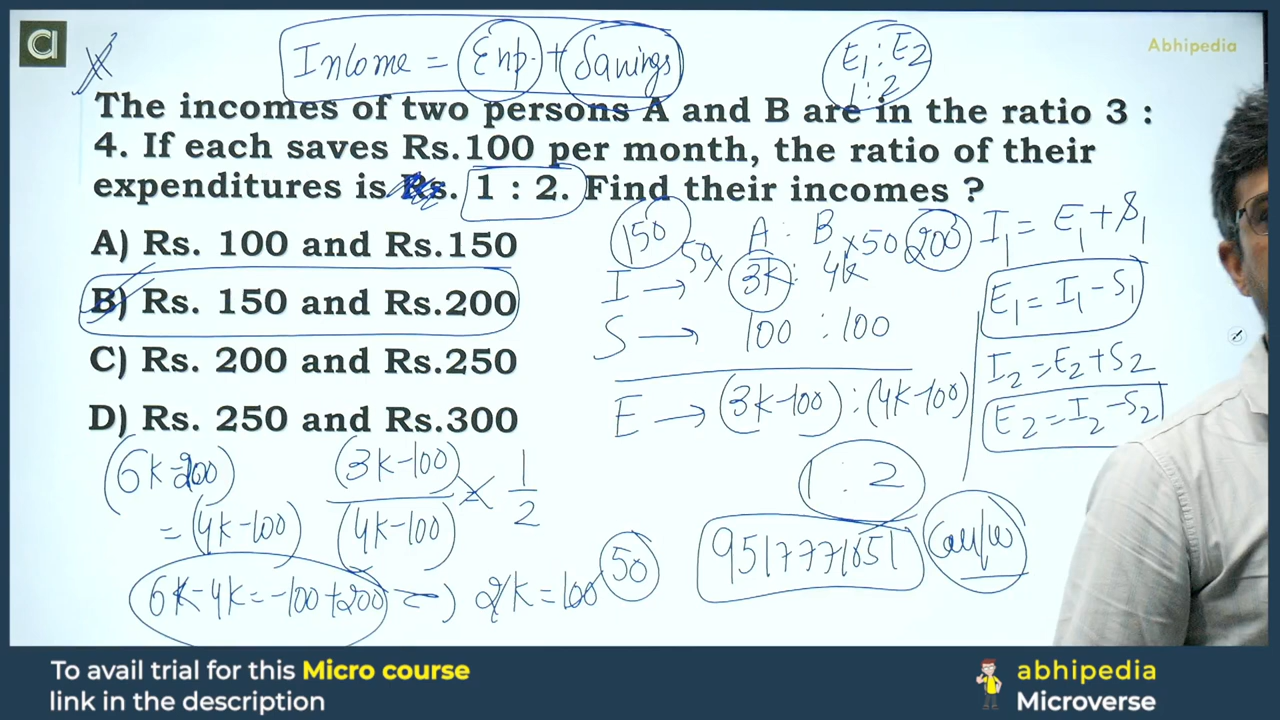 Abhipedia
Income = Exp. + Savings
E1 : E2
1 : 2
The incomes of two persons A and B are in the ratio 3 :
4. If each saves Rs.100 per month, the ratio of their
expenditures is Rs. 1 : 2. Find their incomes ?
A) Rs. 100 and Rs.150
B) Rs. 150 and Rs.200
C) Rs. 200 and Rs.250
D) Rs. 250 and Rs.300
A : B
150 50x 3k : 4k x50 200
I →
S → 100 : 100
E → (3k-100) : (4k-100)
1 : 2
I1 = E1 + S1
E1 = I1 - S1
I2 = E2 + S2
E2 = I2 - S2
(6k-200)
= (4k-100)
(3k-100) 1
(4k-100) 2
6k-4k = -100+200 => 2k = 100 50
9517771651
Call/w
To avail trial for this Micro course
link in the description
abhipedia
Microverse